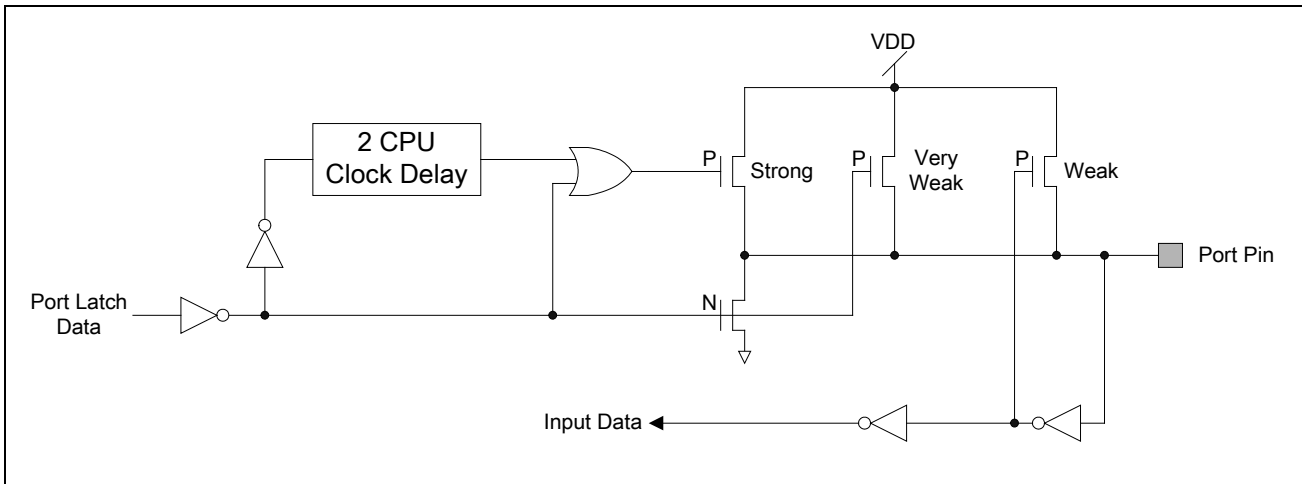 VDD
2 CPU
Clock Delay
P
Strong
P
Very
Weak
P
Weak
Port Pin
Port Latch
Data
N
Input Data